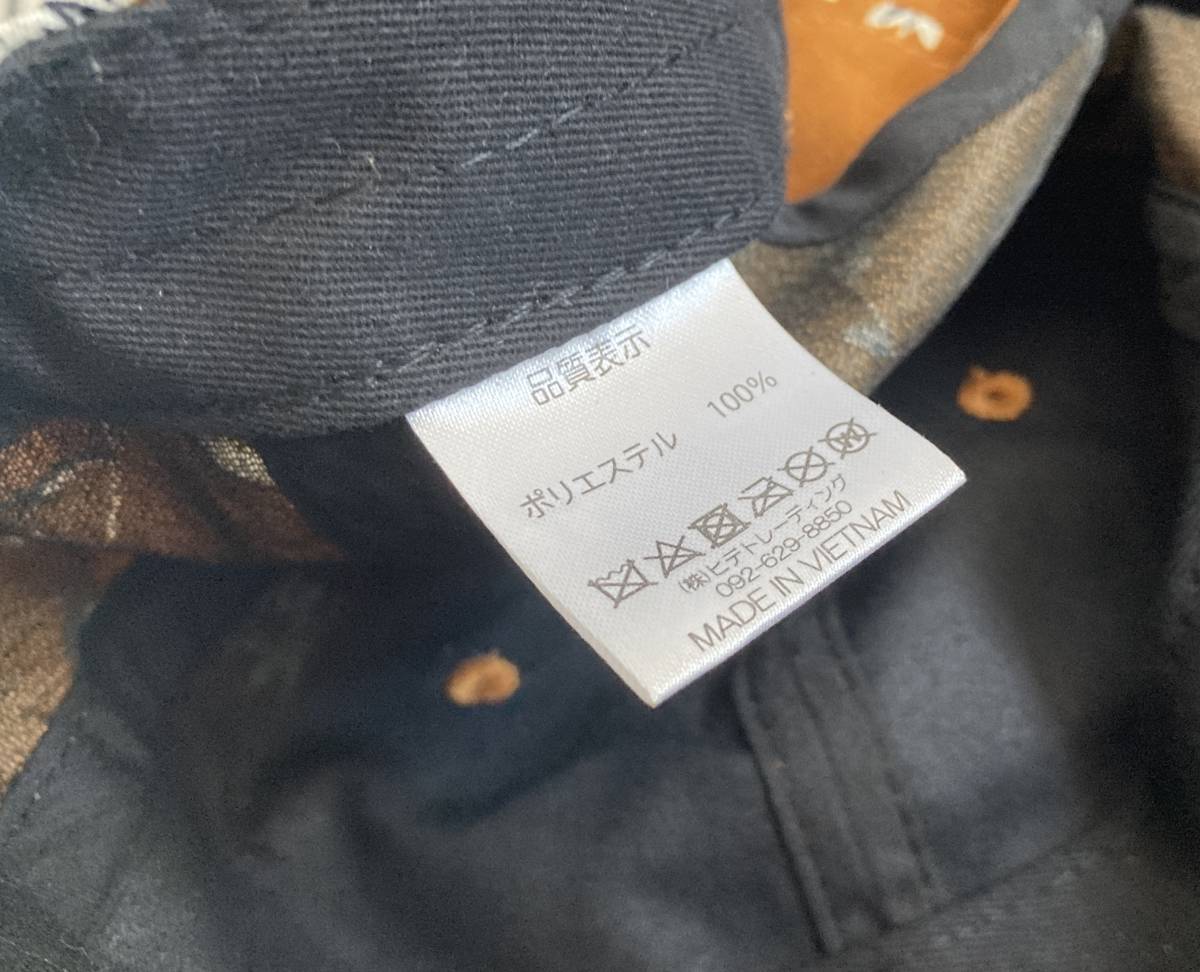 品質表示
ポリエステル 100%
(株)ヒデトレーディング
092-629-8850
MADE IN VIETNAM